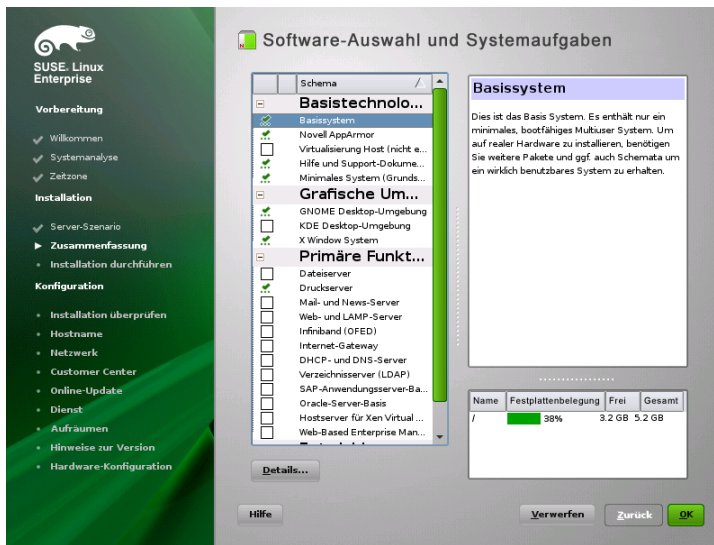 SUSE. Linux
Enterprise
Vorbereitung
Willkommen
Systemanalyse
Zeitzone
Installation
Server-Szenario
Zusammenfassung
Installation durchführen
Konfiguration
Installation überprüfen
Hostname
Netzwerk
Customer Center
Online-Update
Dienst
Aufräumen
Hinweise zur Version
Hardware-Konfiguration
Software-Auswahl und Systemaufgaben
Schema
Basistechnolo...
Basissystem
Novell AppArmor
Virtualisierung Host (nicht e...
Hilfe und Support-Dokume...
Minimales System (Grunds...
Grafische Um...
GNOME Desktop-Umgebung
KDE Desktop-Umgebung
X Window System
Primäre Funkt...
Dateiserver
Druckserver
Mail- und News-Server
Web- und LAMP-Server
Infiniband (OFED)
Internet-Gateway
DHCP- und DNS-Server
Verzeichnisserver (LDAP)
SAP-Anwendungsserver-Ba...
Oracle-Server-Basis
Hostserver für Xen Virtual ...
Web-Based Enterprise Man...
Details...
Basissystem
Dies ist das Basis System. Es enthält nur ein
minimales, bootfähiges Multiuser System. Um
auf realer Hardware zu installieren, benötigen
Sie weitere Pakete und ggf. auch Schemata um
ein wirklich benutzbares System zu erhalten.
Name Festplattenbelegung Frei Gesamt
/ 38% 3.2 GB 5.2 GB
Hilfe Verwerfen Zurück OK